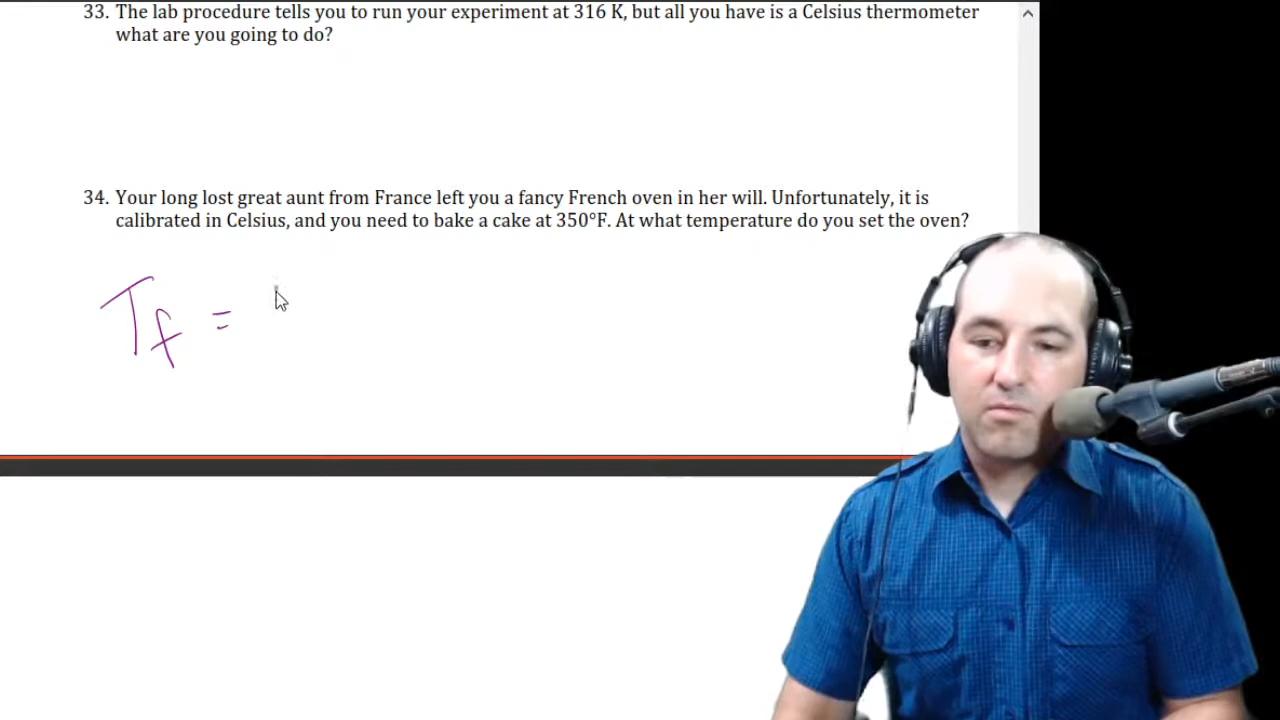 33. The lab procedure tells you to run your experiment at 316 K, but all you have is a Celsius thermometer
what are you going to do?
34. Your long lost great aunt from France left you a fancy French oven in her will. Unfortunately, it is
calibrated in Celsius, and you need to bake a cake at 350°F. At what temperature do you set the oven?
Tf =